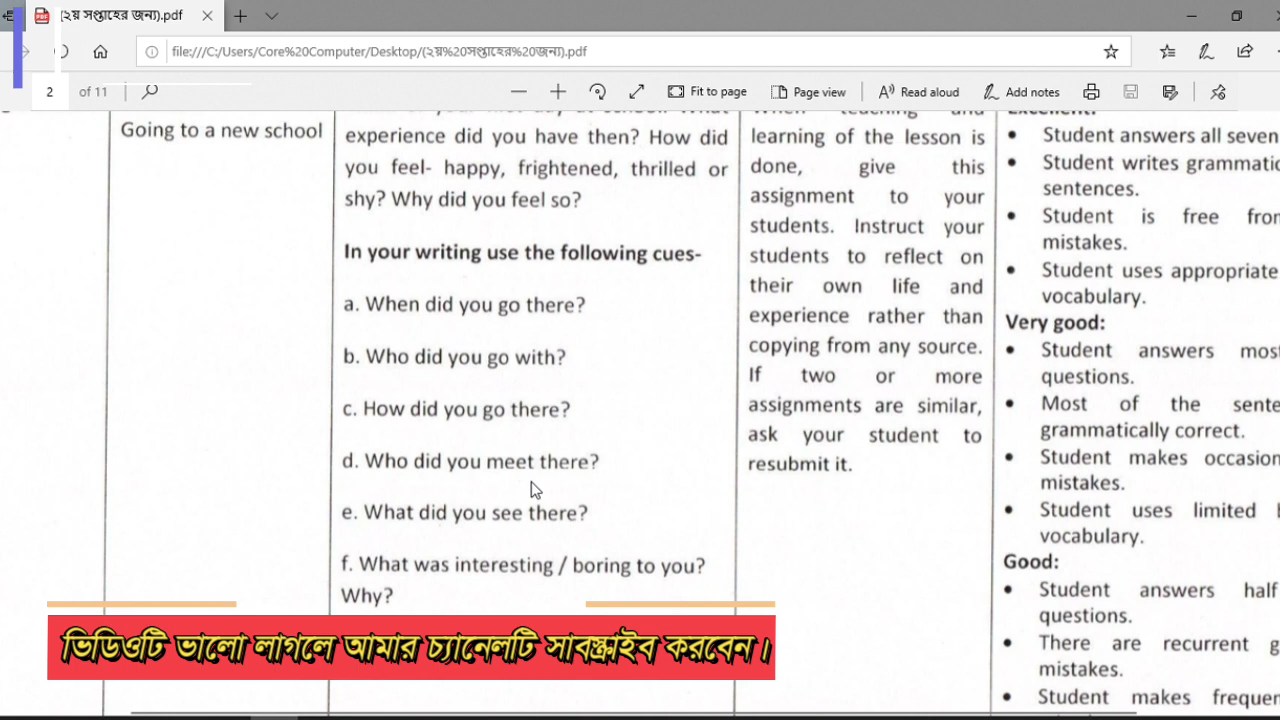 (২য় সপ্তাহের জন্য).pdf
file:///C:/Users/Core%20Computer/Desktop/(২য়%20সপ্তাহের%20জন্য).pdf
2 of 11
Fit to page
Page view
Read aloud
Add notes
Going to a new school
experience did you have then? How did
you feel- happy, frightened, thrilled or
shy? Why did you feel so?
In your writing use the following cues-
a. When did you go there?
b. Who did you go with?
c. How did you go there?
d. Who did you meet there?
e. What did you see there?
f. What was interesting / boring to you?
Why?
When teaching and
learning of the lesson is
done, give this
assignment to your
students. Instruct your
students to reflect on
their own life and
experience rather than
copying from any source.
If two or more
assignments are similar,
ask your student to
resubmit it.
Excellent:
• Student answers all seven
• Student writes grammatic
sentences.
• Student is free from
mistakes.
• Student uses appropriate
vocabulary.
Very good:
• Student answers most
questions.
• Most of the sente
grammatically correct.
• Student makes occasion
mistakes.
• Student uses limited
vocabulary.
Good:
• Student answers half
questions.
• There are recurrent g
mistakes.
• Student makes frequen
ভিডিওটি ভালো লাগলে আমার চ্যানেলটি সাবস্ক্রাইব করবেন।